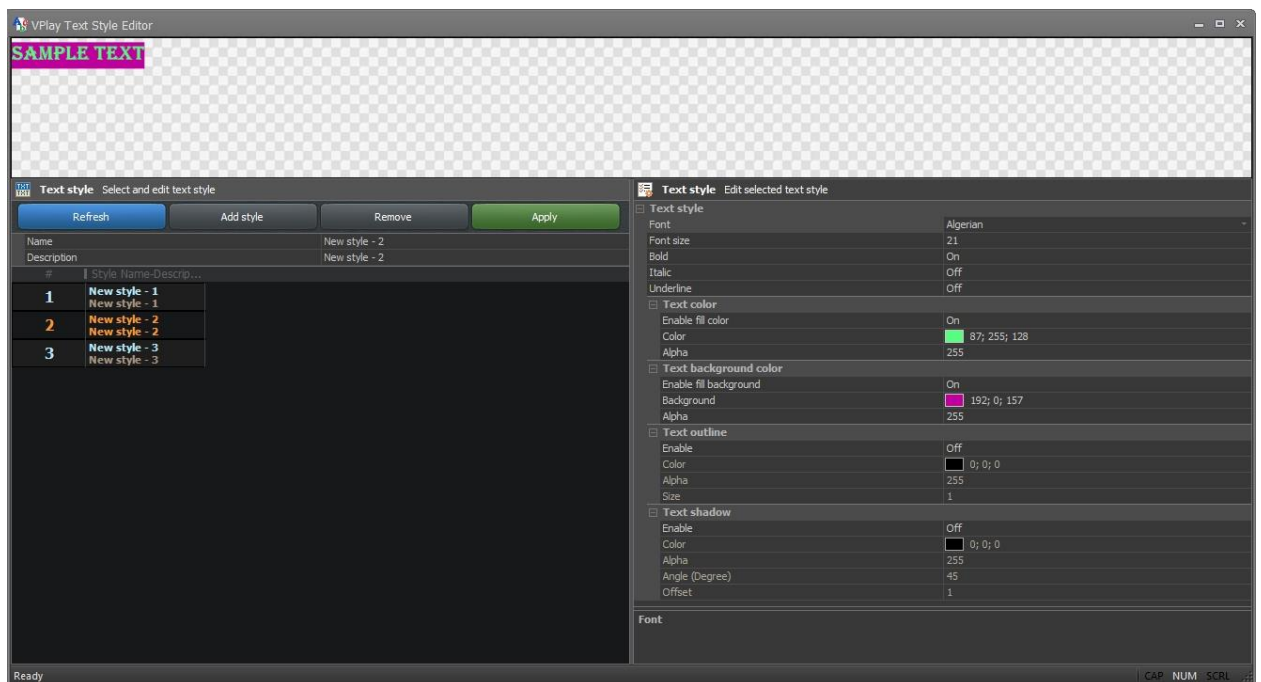 VPlay Text Style Editor
SAMPLE TEXT
Text style Select and edit text style
Refresh Add style Remove Apply
Name New style - 2
Description New style - 2
# Style Name-Descrip...
1 New style - 1
New style - 1
2 New style - 2
New style - 2
3 New style - 3
New style - 3
Text style Edit selected text style
Text style
Font Algerian
Font size 21
Bold On
Italic Off
Underline Off
Text color
Enable fill color On
Color 87; 255; 128
Alpha 255
Text background color
Enable fill background On
Background 192; 0; 157
Alpha 255
Text outline
Enable Off
Color 0; 0; 0
Alpha 255
Size 1
Text shadow
Enable Off
Color 0; 0; 0
Alpha 255
Angle (Degree) 45
Offset 1
Font
Ready CAP NUM SCRL